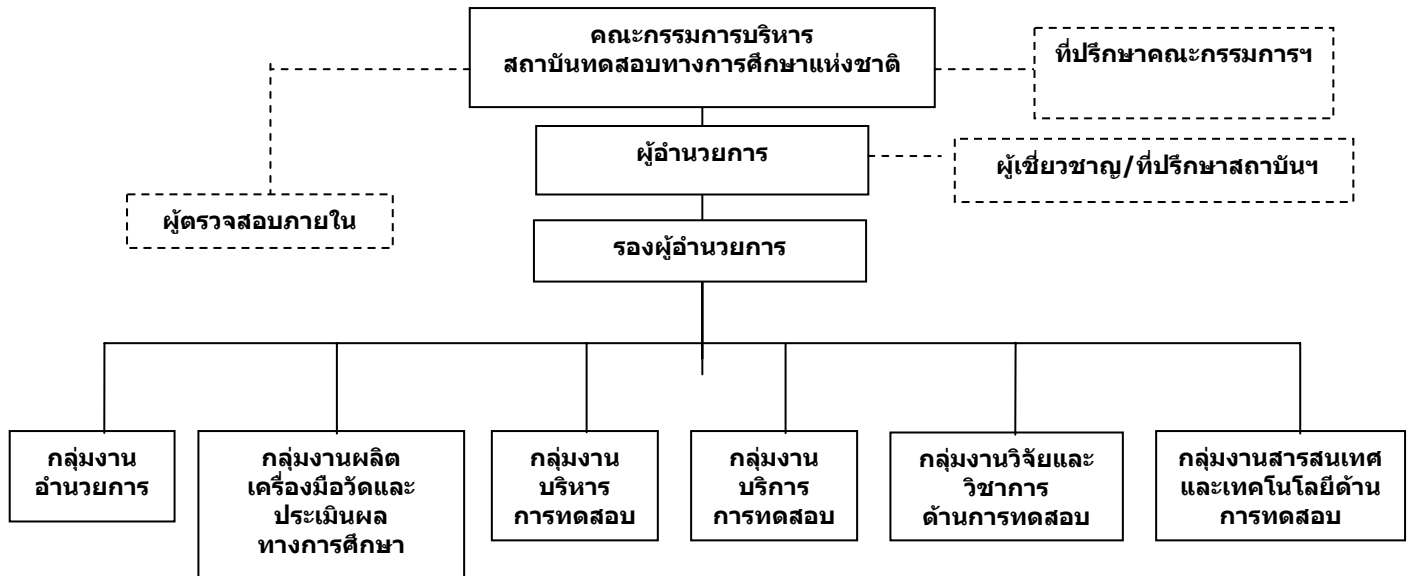 คณะกรรมการบริหาร
สถาบันทดสอบทางการศึกษาแห่งชาติ
ที่ปรึกษาคณะกรรมการฯ
ผู้อำนวยการ
ผู้เชี่ยวชาญ/ที่ปรึกษาสถาบันฯ
ผู้ตรวจสอบภายใน
รองผู้อำนวยการ
กลุ่มงาน
อำนวยการ
กลุ่มงานผลิต
เครื่องมือวัดและ
ประเมินผล
ทางการศึกษา
กลุ่มงาน
บริหาร
การทดสอบ
กลุ่มงาน
บริการ
การทดสอบ
กลุ่มงานวิจัยและ
วิชาการ
ด้านการทดสอบ
กลุ่มงานสารสนเทศ
และเทคโนโลยีด้าน
การทดสอบ